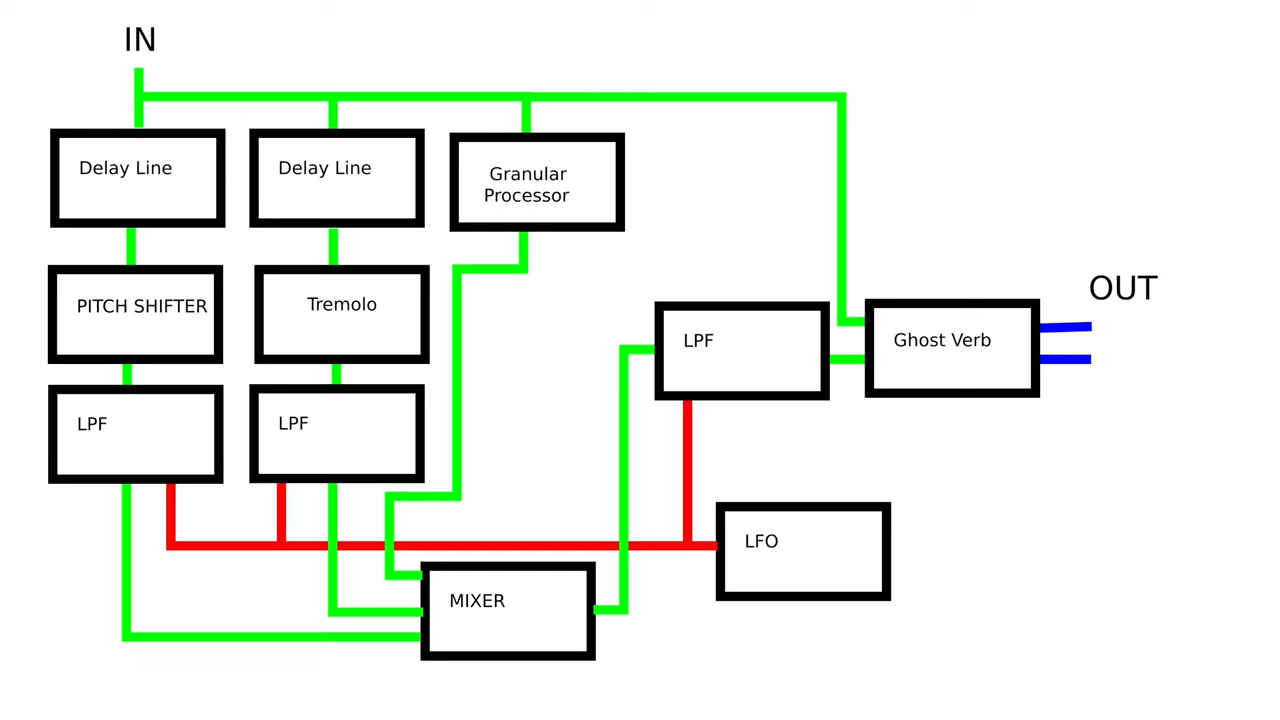 IN
Delay Line
Delay Line
Granular
Processor
PITCH SHIFTER
Tremolo
OUT
LPF
Ghost Verb
LPF
LPF
LFO
MIXER